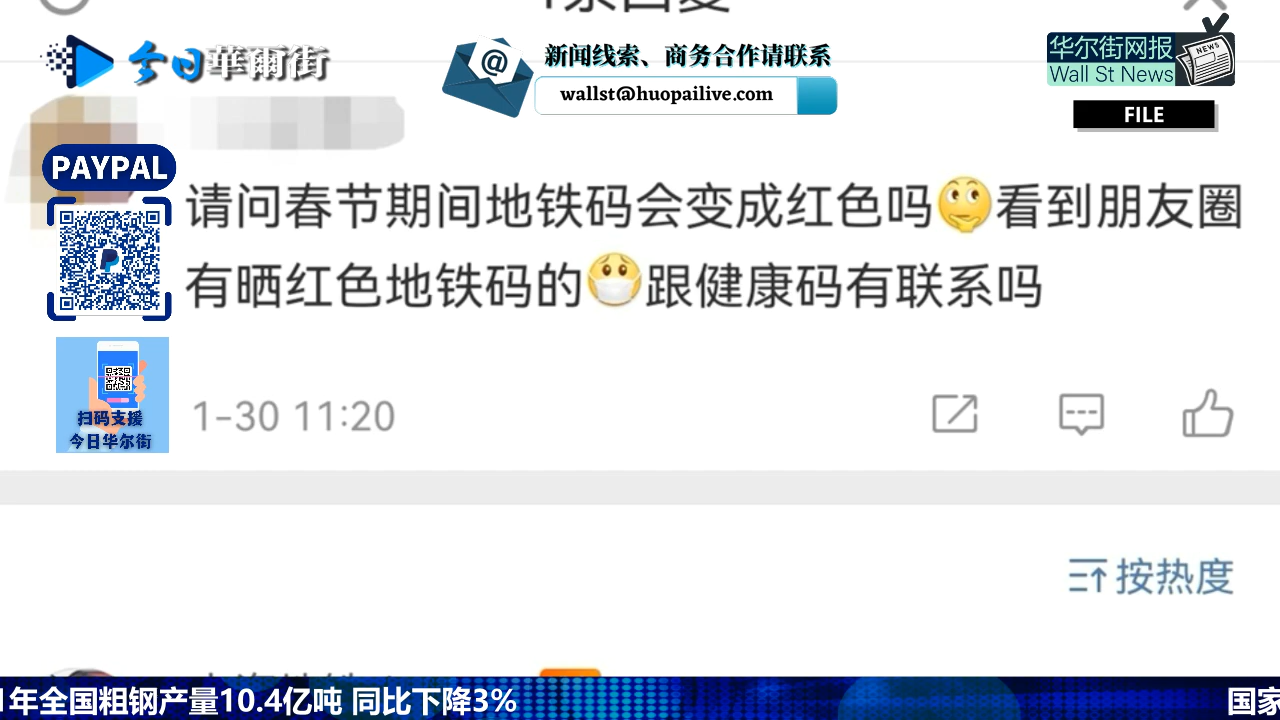 1条回复
今日華爾街
新闻线索、商务合作请联系
wallst@huopailive.com
华尔街网报
Wall St News
NEWS
FILE
PAYPAL
请问春节期间地铁码会变成红色吗🤔看到朋友圈
有晒红色地铁码的😷跟健康码有联系吗
扫码支援
今日华尔街
1-30 11:20
按热度
1年全国粗钢产量10.4亿吨 同比下降3%
国家